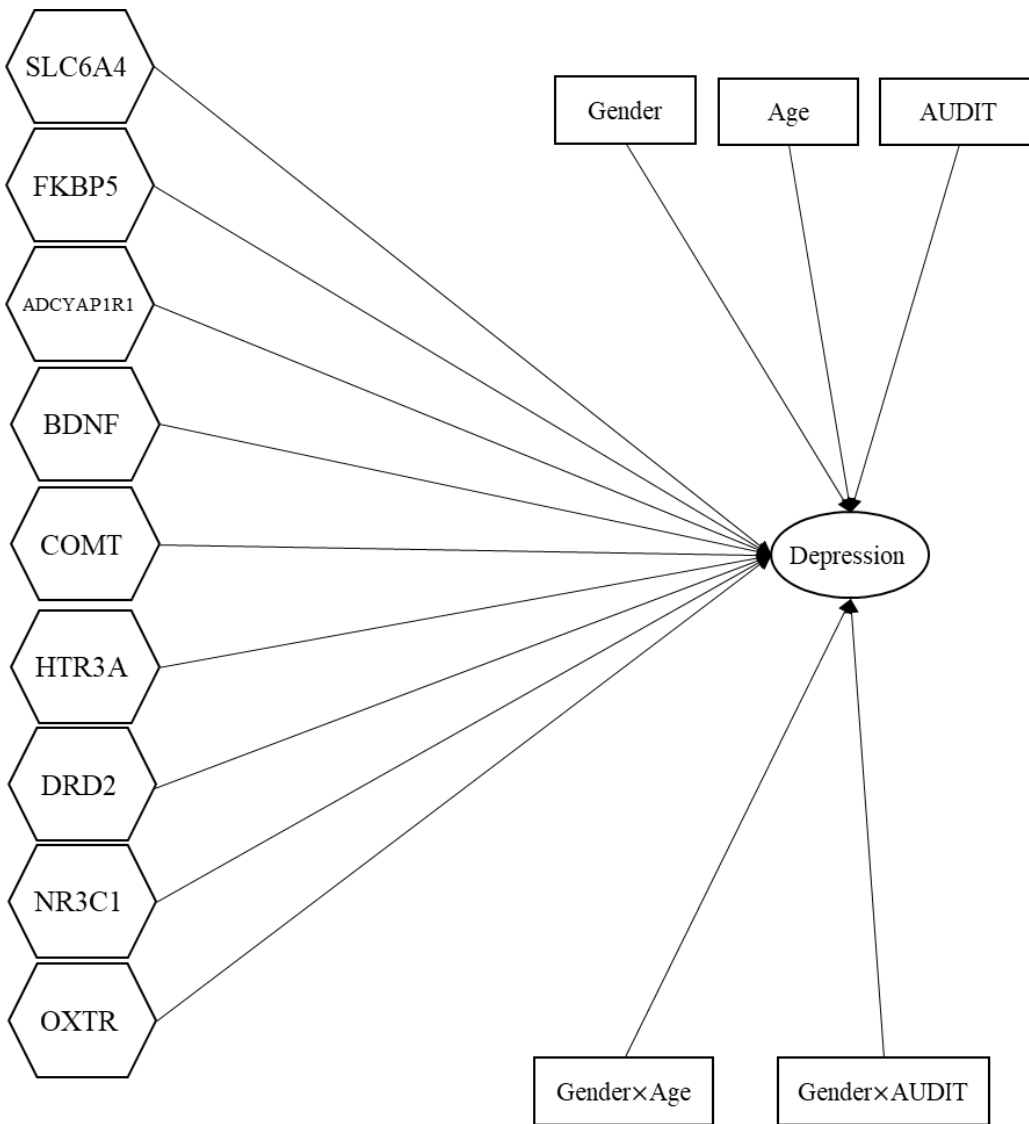 SLC6A4
FKBP5
ADCYAP1R1
BDNF
COMT
HTR3A
DRD2
NR3C1
OXTR
Gender
Age
AUDIT
Depression
Gender×Age
Gender×AUDIT